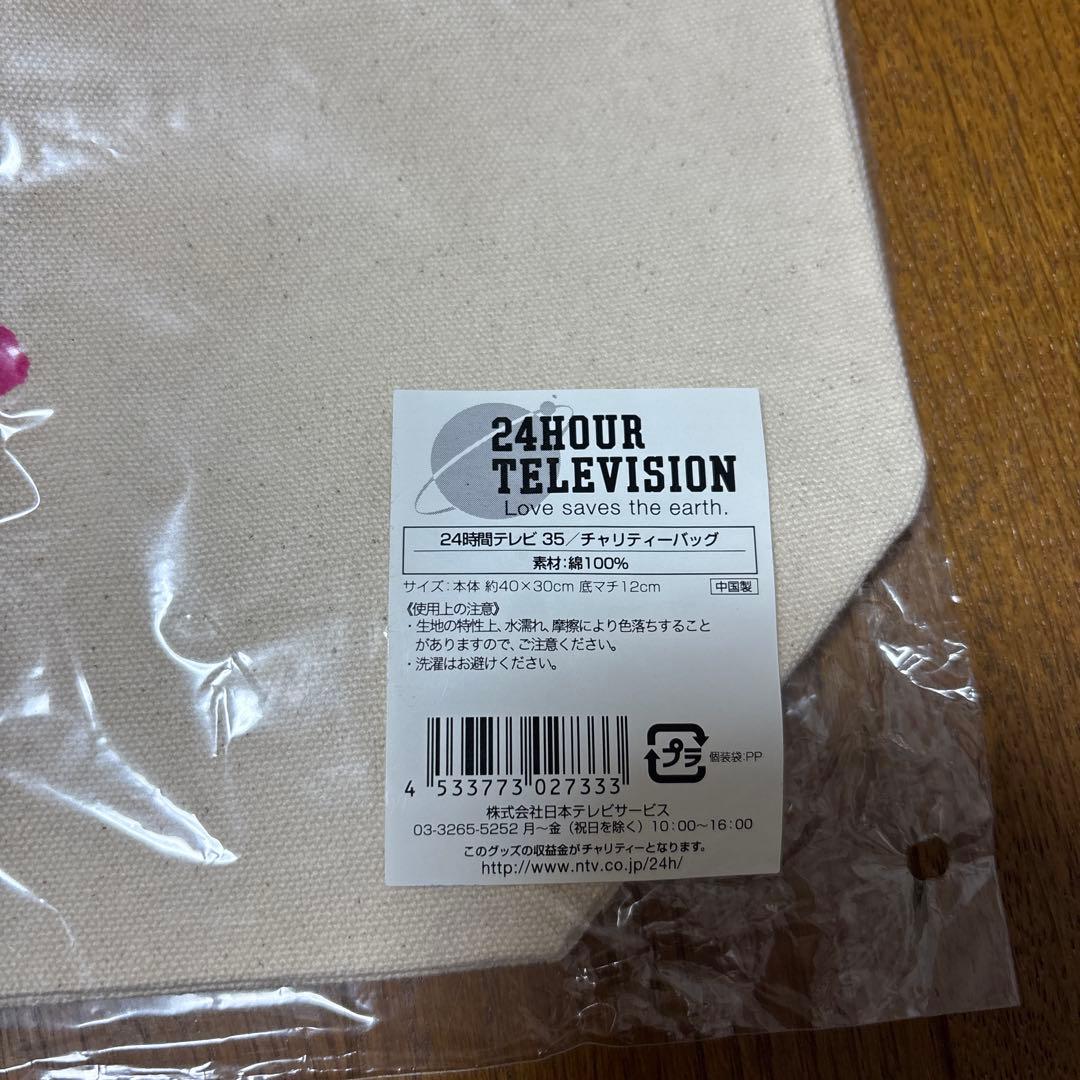 24HOUR
TELEVISION
Love saves the earth.
24時間テレビ 35／チャリティーバッグ
素材：綿100%
サイズ：本体 約40×30cm 底マチ12cm 中国製
《使用上の注意》
・生地の特性上、水濡れ、摩擦により色落ちすること
がありますので、ご注意ください。
・洗濯はお避けください。
4 533773 027333
プラ 個装袋：PP
株式会社日本テレビサービス
03-3265-5252 月〜金（祝日を除く）10：00〜16：00
このグッズの収益金がチャリティーとなります。
http://www.ntv.co.jp/24h/